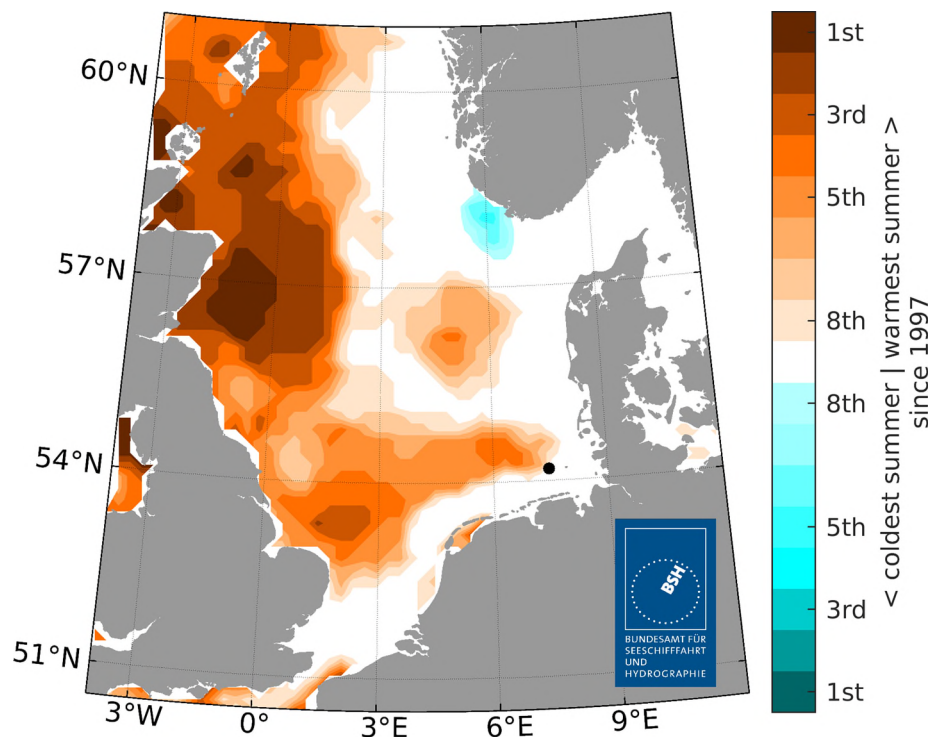 60°N
57°N
54°N
51°N
3°W
0°
3°E
6°E
9°E
BSH
BUNDESAMT FÜR
SEESCHIFFFAHRT
UND
HYDROGRAPHIE
1st
3rd
5th
8th
8th
5th
3rd
1st
< coldest summer | warmest summer >
since 1997